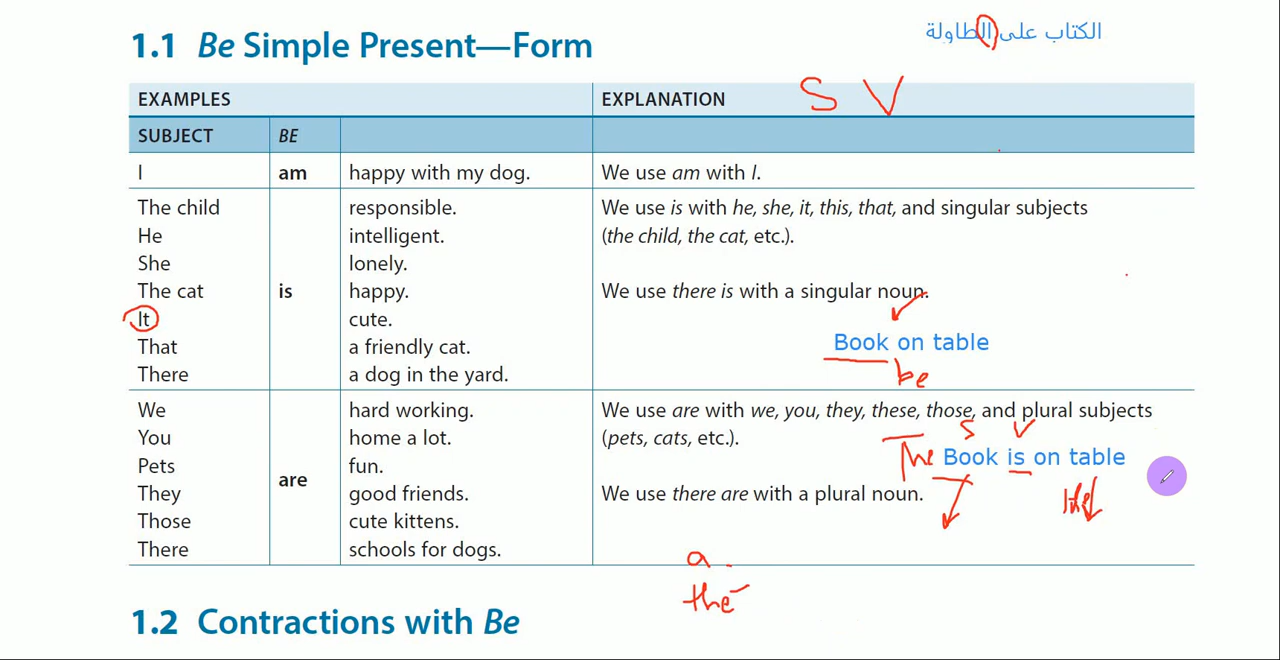 الكتاب على الطاولة
1.1 Be Simple Present—Form
EXAMPLES EXPLANATION S V
SUBJECT BE
I am happy with my dog. We use am with I.
The child responsible. We use is with he, she, it, this, that, and singular subjects
He intelligent. (the child, the cat, etc.).
She lonely.
The cat is happy. We use there is with a singular noun.
It cute.
Book on table
That a friendly cat.
There a dog in the yard.
be
We hard working. We use are with we, you, they, these, those, and plural subjects
You home a lot. (pets, cats, etc.).
S V
Pets fun.
The Book is on table
are
They good friends. We use there are with a plural noun.
the
Those cute kittens.
There schools for dogs.
a
the
1.2 Contractions with Be